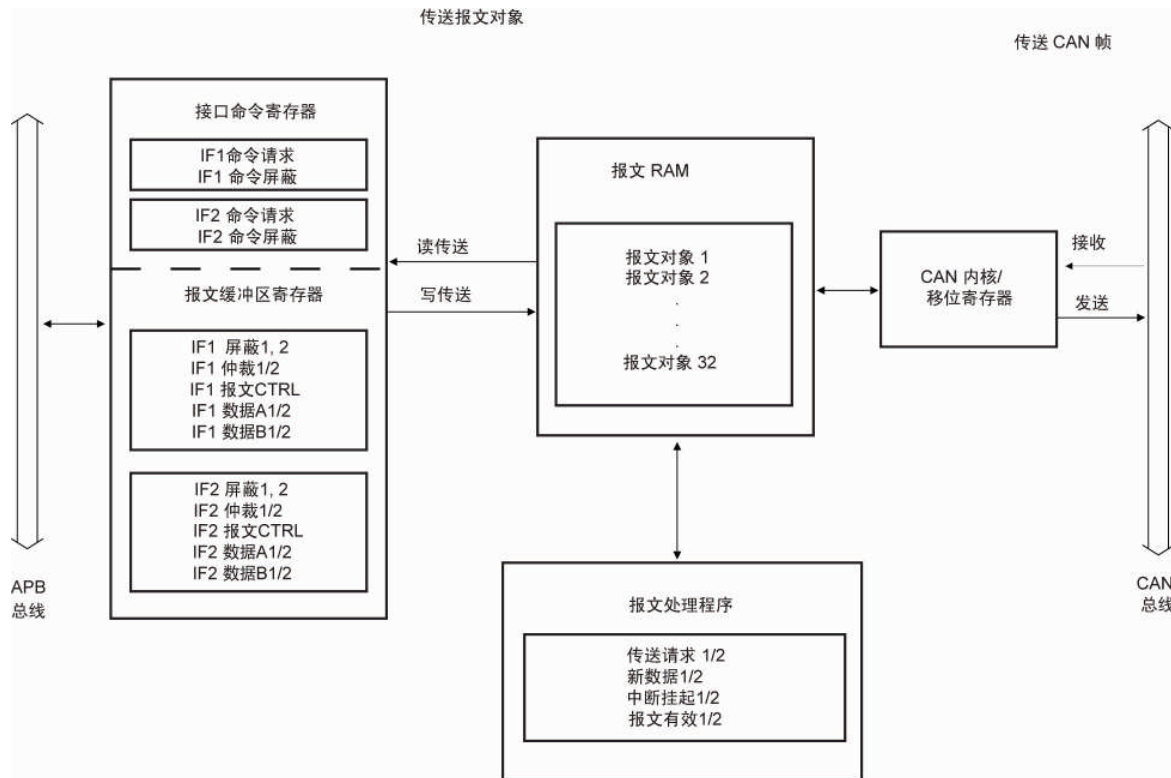 传送报文对象
传送 CAN 帧
接口命令寄存器
IF1命令请求
IF1 命令屏蔽
IF2 命令请求
IF2 命令屏蔽
报文缓冲区寄存器
IF1 屏蔽1, 2
IF1 仲裁1/2
IF1 报文CTRL
IF1 数据A1/2
IF1 数据B1/2
IF2 屏蔽1, 2
IF2 仲裁1/2
IF2 报文CTRL
IF2 数据A1/2
IF2 数据B1/2
APB
总线
读传送
写传送
报文 RAM
报文对象 1
报文对象 2
.
.
.
报文对象 32
CAN 内核/
移位寄存器
接收
发送
CAN
总线
报文处理程序
传送请求 1/2
新数据1/2
中断挂起1/2
报文有效1/2